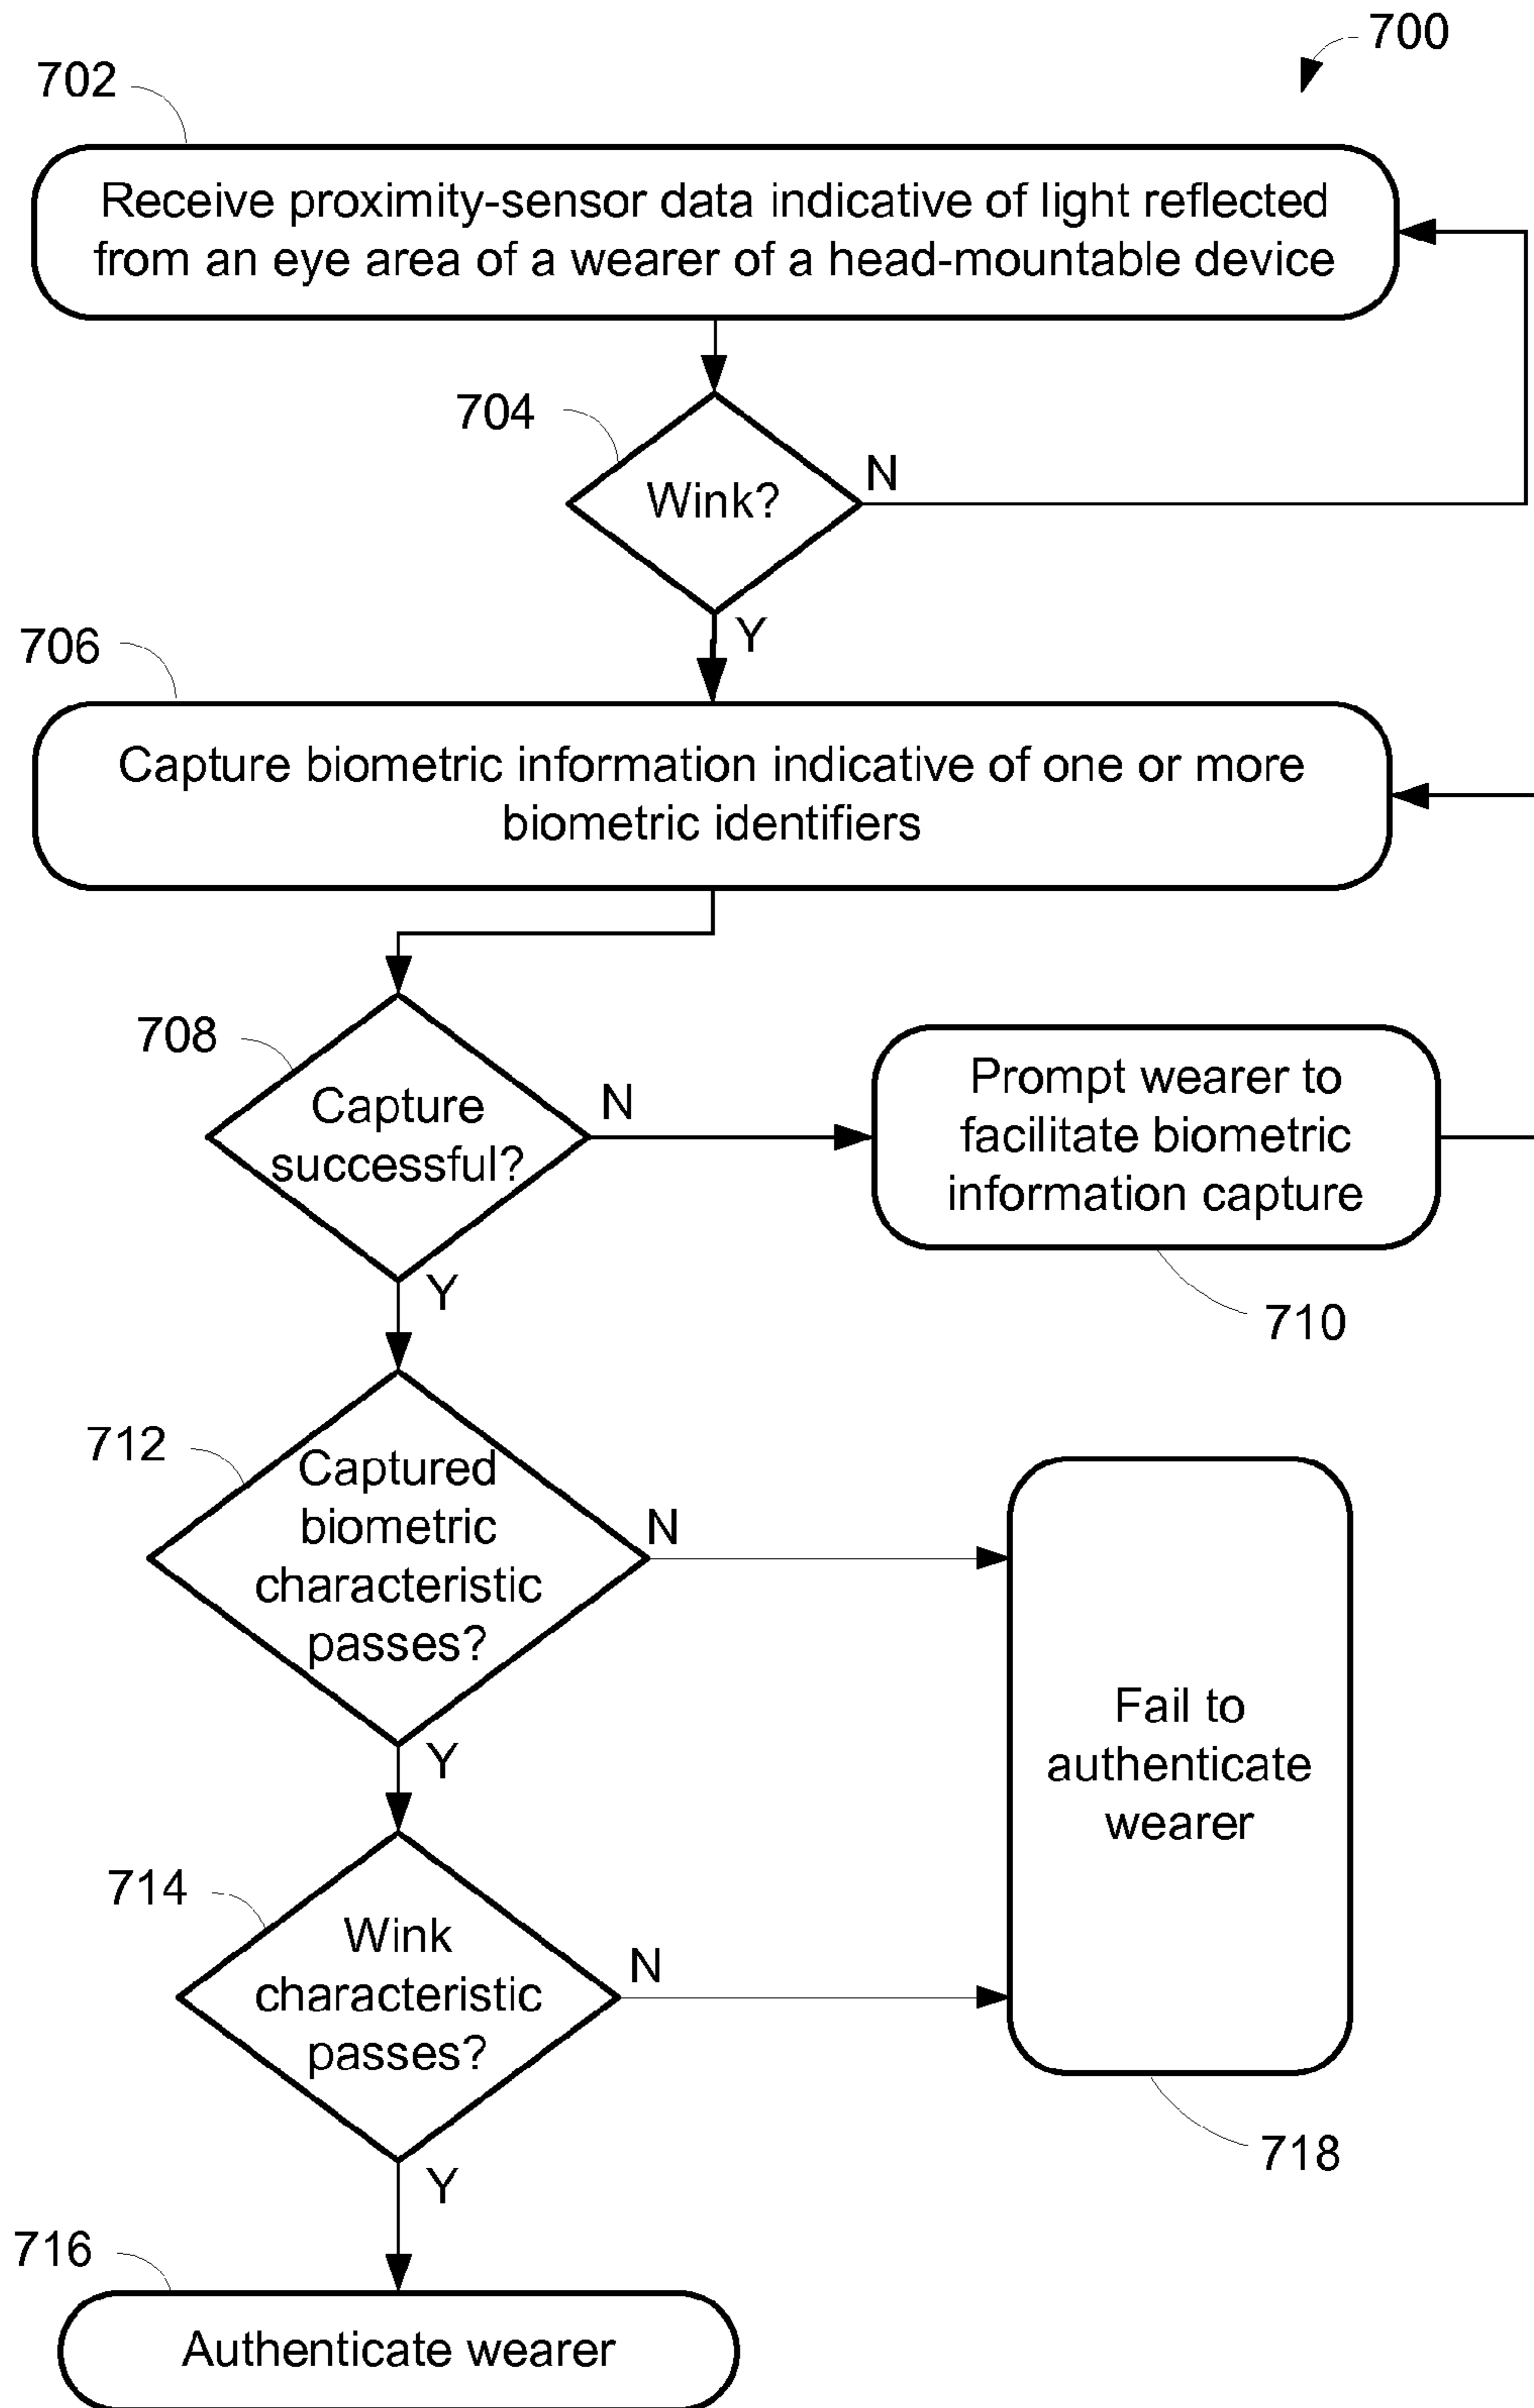 700
702
Receive proximity-sensor data indicative of light reflected
from an eye area of a wearer of a head-mountable device
704
Wink?
N
Y
706
Capture biometric information indicative of one or more
biometric identifiers
708
Capture
successful?
N
Prompt wearer to
facilitate biometric
information capture
710
Y
712
Captured
biometric
characteristic
passes?
N
Y
Fail to
authenticate
wearer
714
Wink
characteristic
passes?
N
718
Y
716
Authenticate wearer